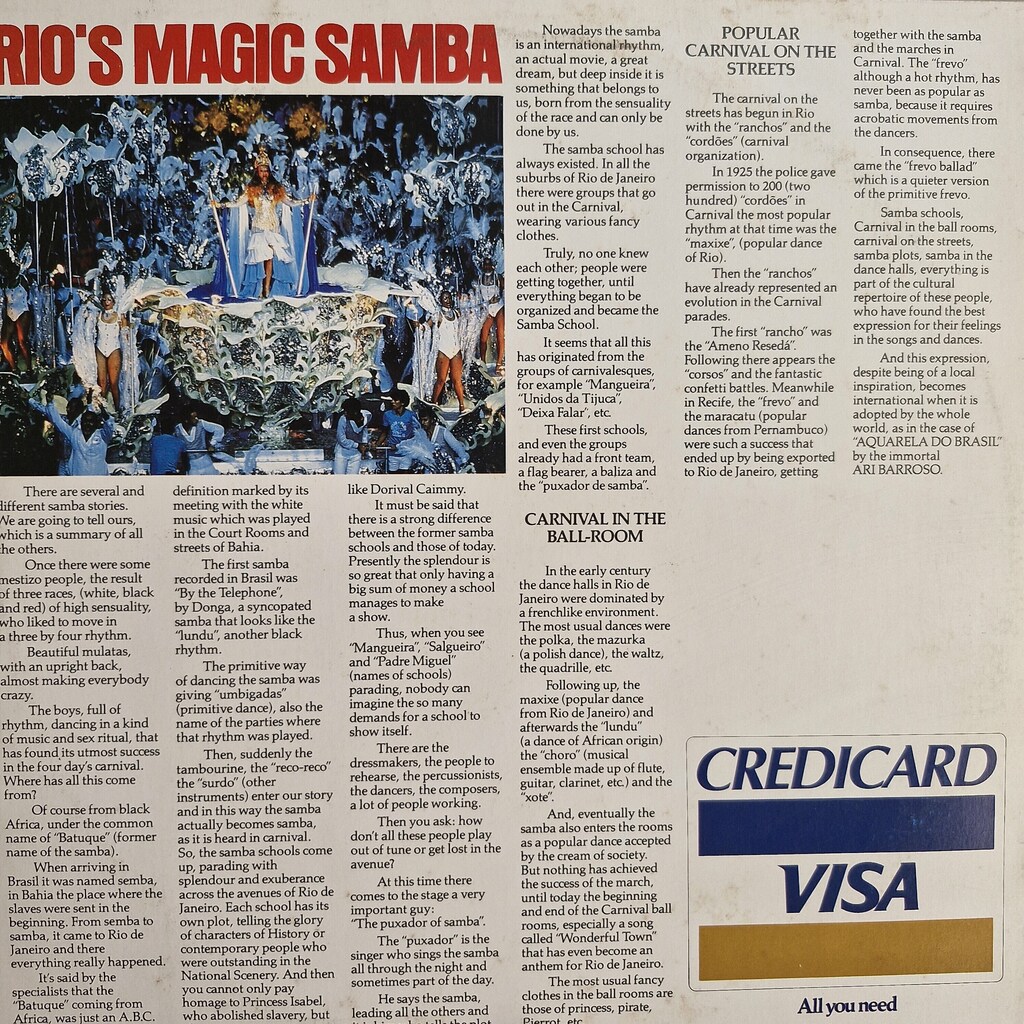 RIO'S MAGIC SAMBA
There are several and
different samba stories.
We are going to tell ours,
which is a summary of all
the others.
Once there were some
mestizo people, the result
of three races, (white, black
and red) of high sensuality,
who liked to move in
a three by four rhythm.
Beautiful mulatas,
with an upright back,
almost making everybody
crazy.
The boys, full of
rhythm, dancing in a kind
of music and sex ritual, that
has found its utmost success
in the four day's carnival.
Where has all this come
from?
Of course from black
Africa, under the common
name of “Batuque” (former
name of the samba).
When arriving in
Brasil it was named semba,
in Bahia the place where the
slaves were sent in the
beginning. From semba to
samba, it came to Rio de
Janeiro and there
everything really happened.
It's said by the
specialists that the
“Batuque” coming from
Africa, was just an A.B.C.
definition marked by its
meeting with the white
music which was played
in the Court Rooms and
streets of Bahia.
The first samba
recorded in Brasil was
“By the Telephone”,
by Donga, a syncopated
samba that looks like the
“lundu”, another black
rhythm.
The primitive way
of dancing the samba was
giving “umbigadas”
(primitive dance), also the
name of the parties where
that rhythm was played.
Then, suddenly the
tambourine, the “reco-reco”
the “surdo” (other
instruments) enter our story
and in this way the samba
actually becomes samba,
as it is heard in carnival.
So, the samba schools come
up, parading with
splendour and exuberance
across the avenues of Rio de
Janeiro. Each school has its
own plot, telling the glory
of characters of History or
contemporary people who
were outstanding in the
National Scenery. And then
you cannot only pay
homage to Princess Isabel,
who abolished slavery, but
like Dorival Caimmy.
It must be said that
there is a strong difference
between the former samba
schools and those of today.
Presently the splendour is
so great that only having a
big sum of money a school
manages to make
a show.
Thus, when you see
“Mangueira”, “Salgueiro”
and “Padre Miguel”
(names of schools)
parading, nobody can
imagine the so many
demands for a school to
show itself.
There are the
dressmakers, the people to
rehearse, the percussionists,
the dancers, the composers,
a lot of people working.
Then you ask: how
don't all these people play
out of tune or get lost in the
avenue?
At this time there
comes to the stage a very
important guy:
“The puxador of samba”.
The “puxador” is the
singer who sings the samba
all through the night and
sometimes part of the day.
He says the samba,
leading all the others and
Nowadays the samba
is an international rhythm,
an actual movie, a great
dream, but deep inside it is
something that belongs to
us, born from the sensuality
of the race and can only be
done by us.
The samba school has
always existed. In all the
suburbs of Rio de Janeiro
there were groups that go
out in the Carnival,
wearing various fancy
clothes.
Truly, no one knew
each other; people were
getting together, until
everything began to be
organized and became the
Samba School.
It seems that all this
has originated from the
groups of carnivalesques,
for example “Mangueira”,
“Unidos da Tijuca”,
“Deixa Falar”, etc.
These first schools,
and even the groups
already had a front team,
a flag bearer, a baliza and
the “puxador de samba”.
CARNIVAL IN THE
BALL-ROOM
In the early century
the dance halls in Rio de
Janeiro were dominated by
a frenchlike environment.
The most usual dances were
the polka, the mazurka
(a polish dance), the waltz,
the quadrille, etc.
Following up, the
maxixe (popular dance
from Rio de Janeiro) and
afterwards the “lundu”
(a dance of African origin)
the “choro” (musical
ensemble made up of flute,
guitar, clarinet, etc.) and the
“xote”.
And, eventually the
samba also enters the rooms
as a popular dance accepted
by the cream of society.
But nothing has achieved
the success of the march,
until today the beginning
and end of the Carnival ball
rooms, especially a song
called “Wonderful Town”
that has even become an
anthem for Rio de Janeiro.
The most usual fancy
clothes in the ball rooms are
those of princess, pirate,
Pierrot, etc.
POPULAR
CARNIVAL ON THE
STREETS
The carnival on the
streets has begun in Rio
with the “ranchos” and the
“cordões” (carnival
organization).
In 1925 the police gave
permission to 200 (two
hundred) “cordões” in
Carnival the most popular
rhythm at that time was the
“maxixe”, (popular dance
of Rio).
Then the “ranchos”
have already represented an
evolution in the Carnival
parades.
The first “rancho” was
the “Ameno Resedá”.
Following there appears the
“corsos” and the fantastic
confetti battles. Meanwhile
in Recife, the “frevo” and
the maracatu (popular
dances from Pernambuco)
were such a success that
ended up by being exported
to Rio de Janeiro, getting
together with the samba
and the marches in
Carnival. The “frevo”
although a hot rhythm, has
never been as popular as
samba, because it requires
acrobatic movements from
the dancers.
In consequence, there
came the “frevo ballad”
which is a quieter version
of the primitive frevo.
Samba schools,
Carnival in the ball rooms,
carnival on the streets,
samba plots, samba in the
dance halls, everything is
part of the cultural
repertoire of these people,
who have found the best
expression for their feelings
in the songs and dances.
And this expression,
despite being of a local
inspiration, becomes
international when it is
adopted by the whole
world, as in the case of
“AQUARELA DO BRASIL”
by the immortal
ARI BARROSO.
CREDICARD
VISA
All you need